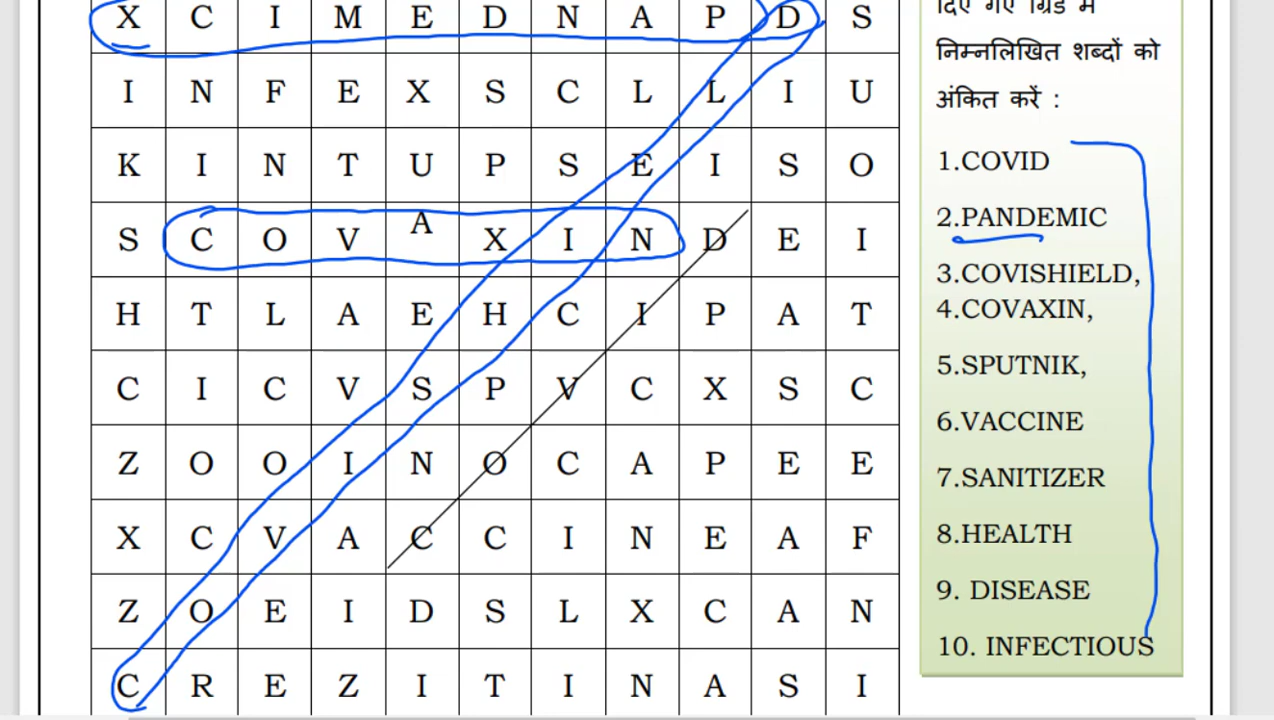 X C I M E D N A P D S
I N F E X S C L L I U
K I N T U P S E I S O
S C O V A X I N D E I
H T L A E H C I P A T
C I C V S P V C X S C
Z O O I N O C A P E E
X C V A C C I N E A F
Z O E I D S L X C A N
C R E Z I T I N A S I
दिए गए ग्रिड में
निम्नलिखित शब्दों को
अंकित करें :
1.COVID
2.PANDEMIC
3.COVISHIELD,
4.COVAXIN,
5.SPUTNIK,
6.VACCINE
7.SANITIZER
8.HEALTH
9. DISEASE
10. INFECTIOUS